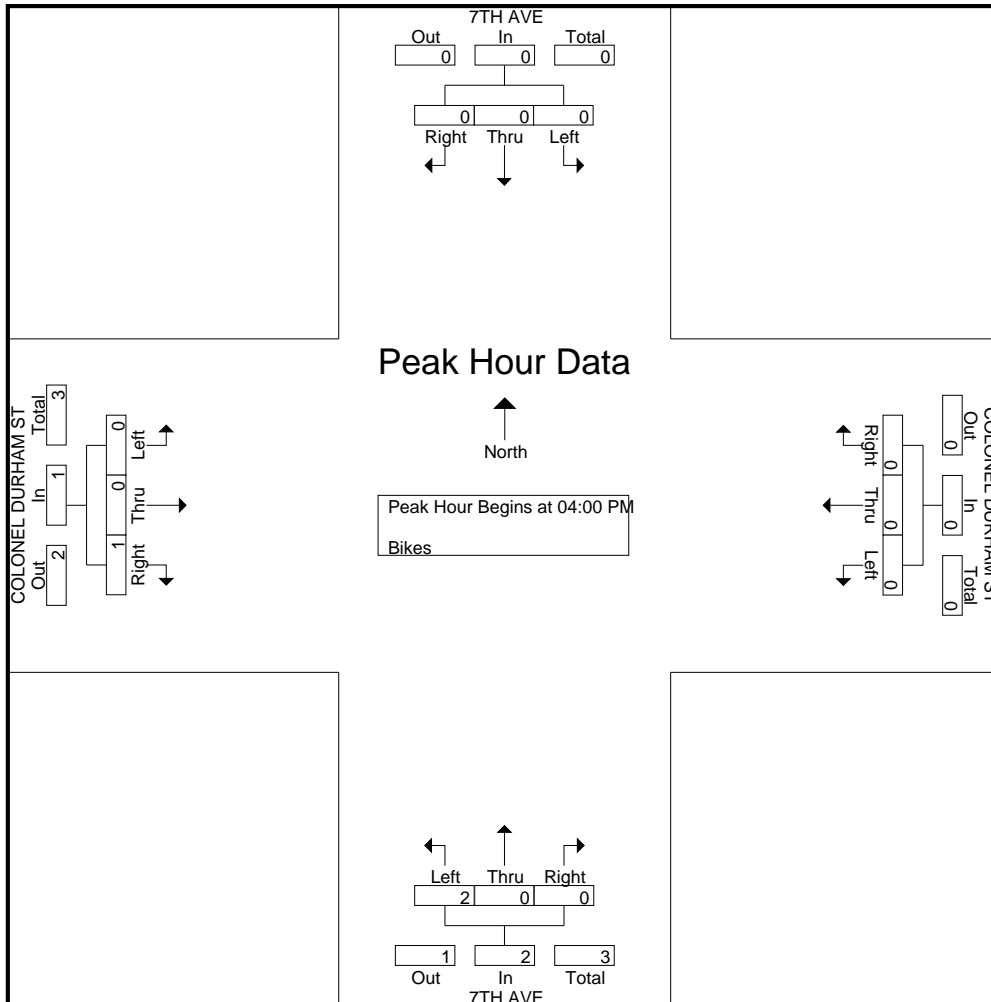 7TH AVE
Out In Total
0 0 0
0 0 0
Right Thru Left
Peak Hour Data
North
Peak Hour Begins at 04:00 PM
Bikes
COLONEL DURHAM ST
Out In Total
2 1 3
1 0 0
Right Thru Left
COLONEL DURHAM ST
Out In Total
0 0 0
0 0 0
Right Thru Left
Left Thru Right
2 0 0
1 2 3
Out In Total
7TH AVE